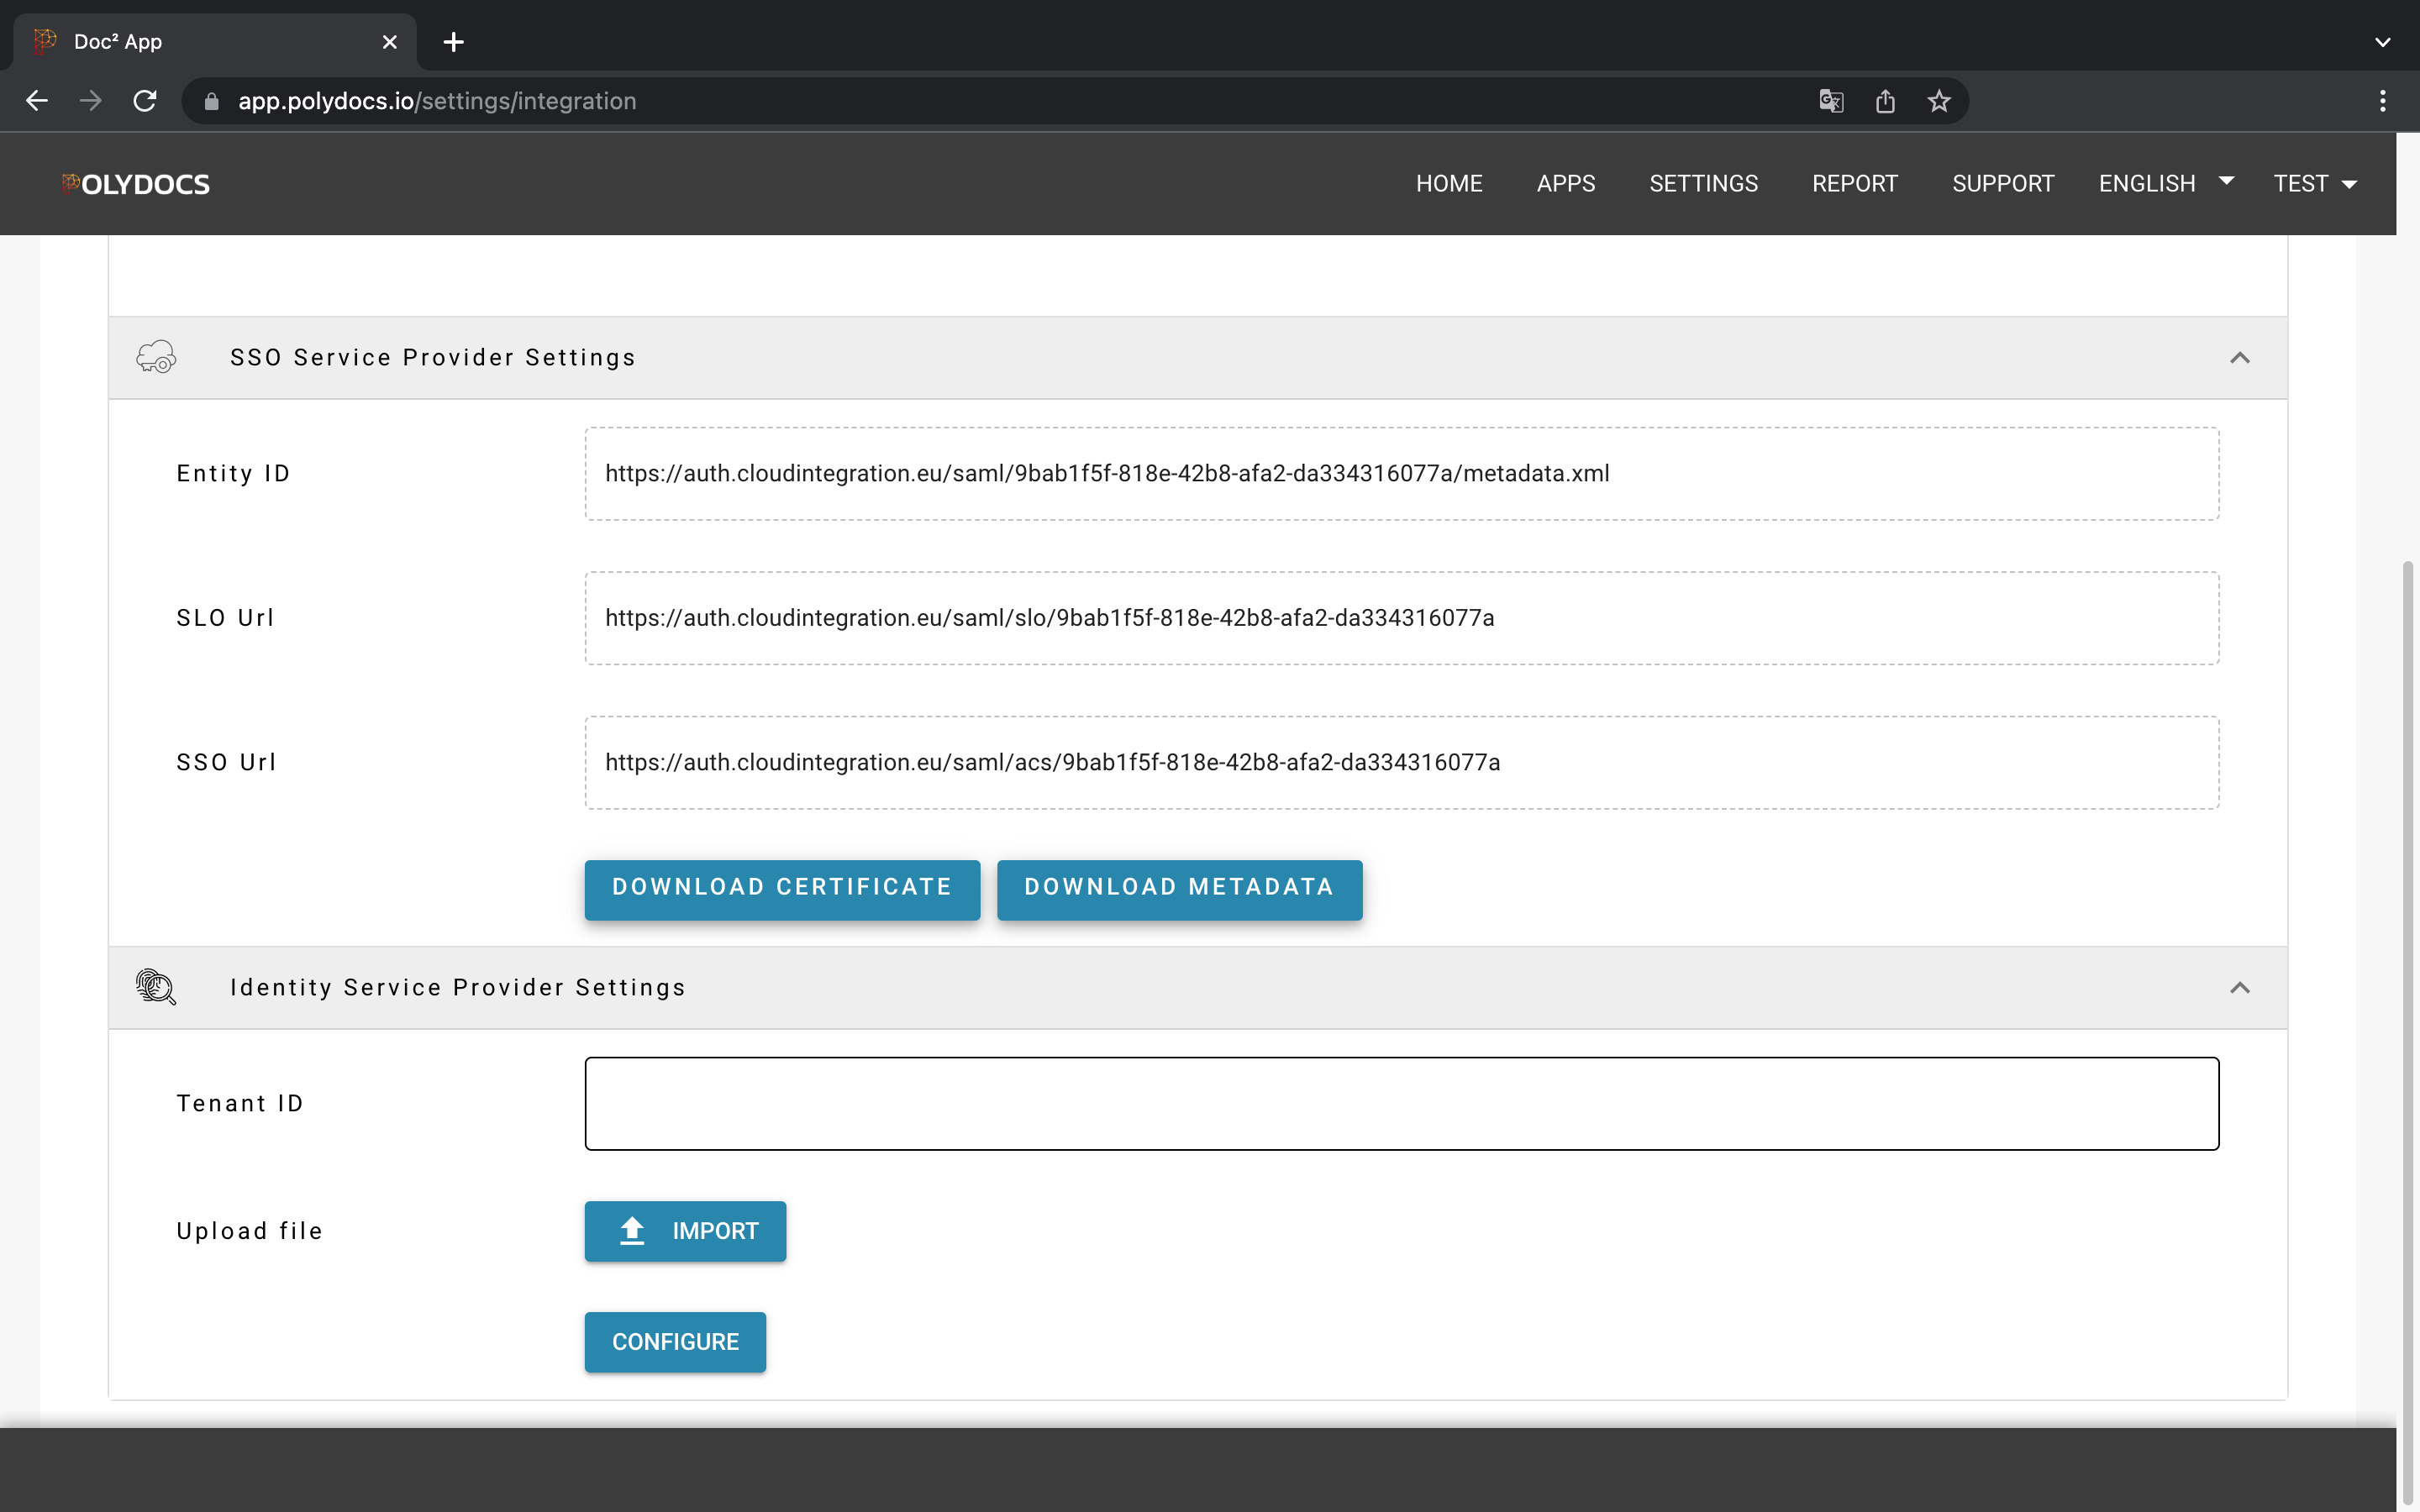 Doc² App
app.polydocs.io/settings/integration
POLYDOCS
HOME APPS SETTINGS REPORT SUPPORT ENGLISH TEST
SSO Service Provider Settings
Entity ID https://auth.cloudintegration.eu/saml/9bab1f5f-818e-42b8-afa2-da334316077a/metadata.xml
SLO Url https://auth.cloudintegration.eu/saml/slo/9bab1f5f-818e-42b8-afa2-da334316077a
SSO Url https://auth.cloudintegration.eu/saml/acs/9bab1f5f-818e-42b8-afa2-da334316077a
DOWNLOAD CERTIFICATE DOWNLOAD METADATA
Identity Service Provider Settings
Tenant ID
Upload file IMPORT
CONFIGURE